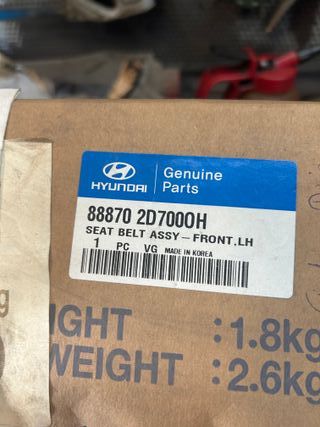 HYUNDAI
Genuine
Parts
88870 2D7000H
SEAT BELT ASSY-FRONT,LH
1 PC VG MADE IN KOREA
: 1.8kg
WEIGHT : 2.6kg